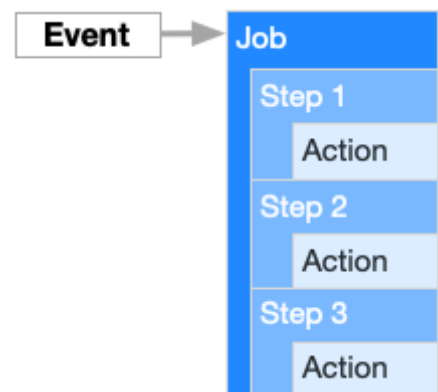 Event
Job
Step 1
Action
Step 2
Action
Step 3
Action